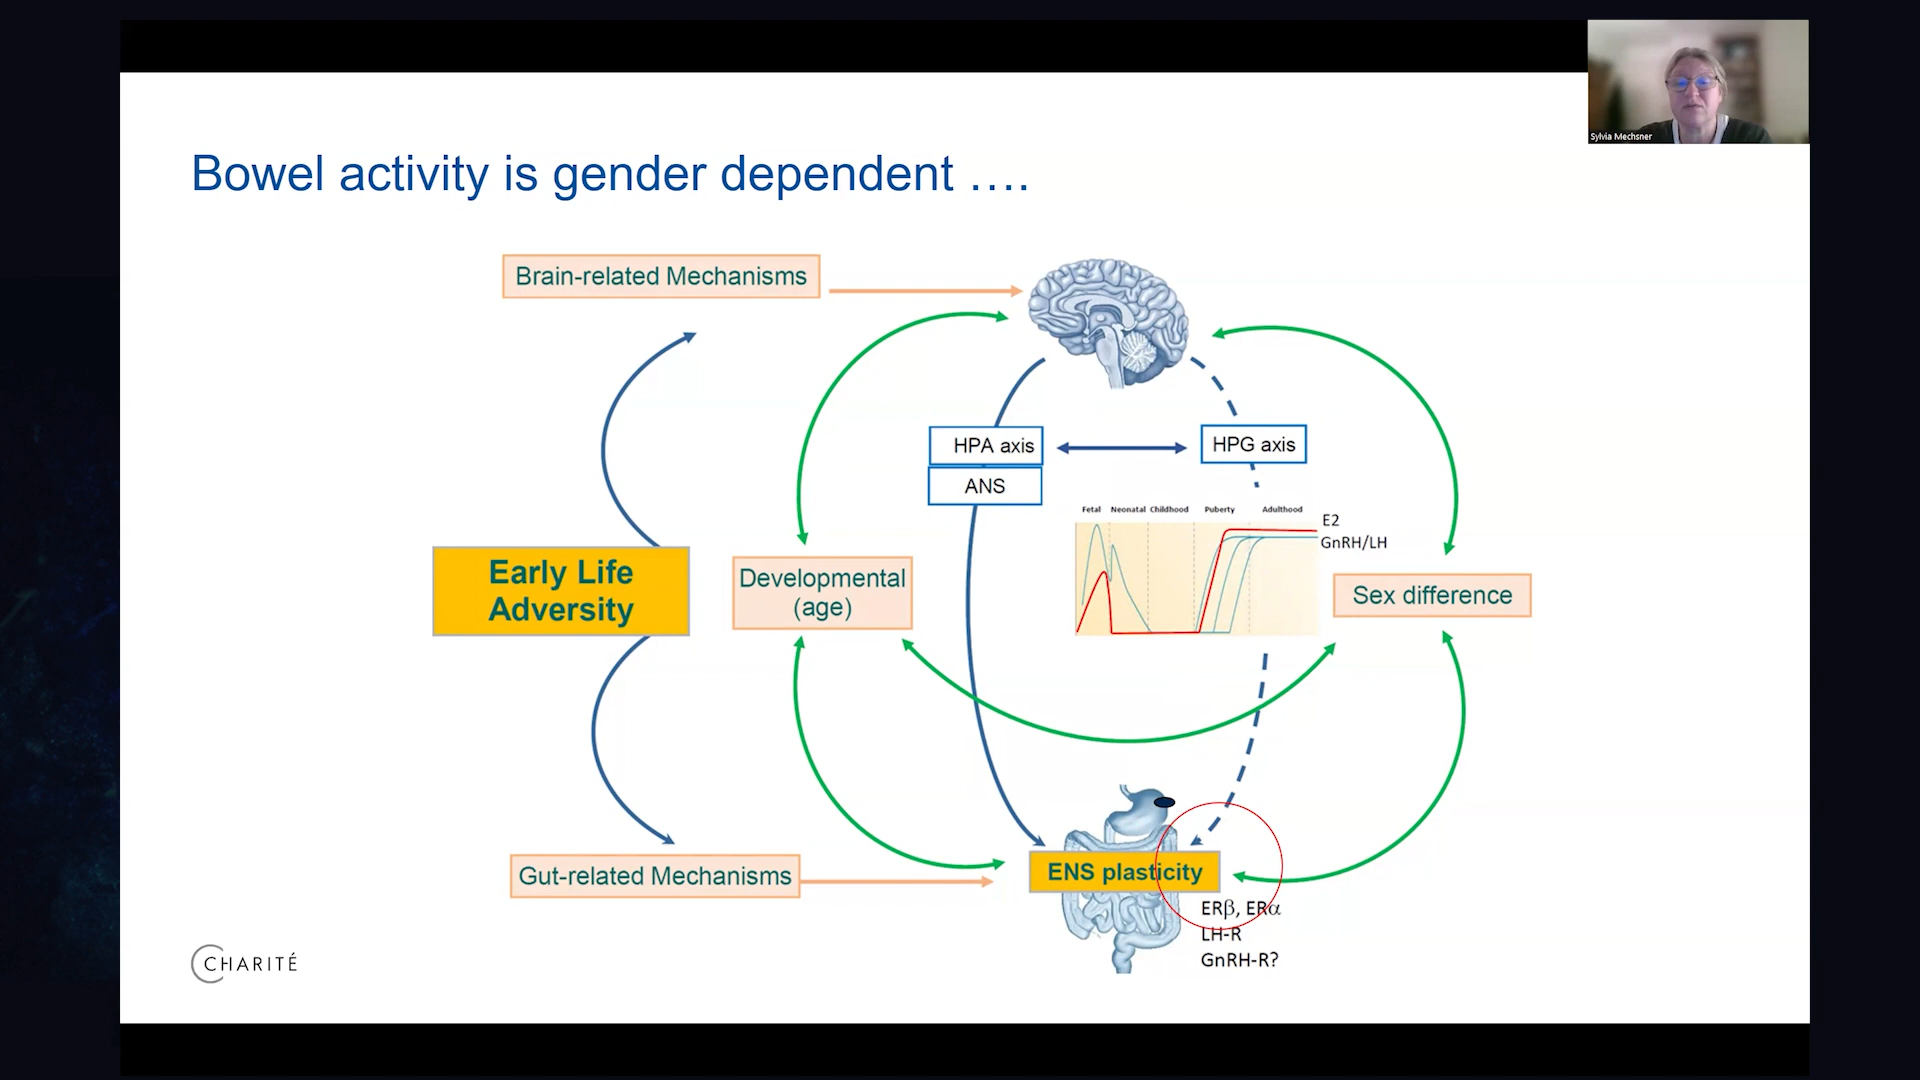 Sylvia Mechsner
Bowel activity is gender dependent ....
Brain-related Mechanisms
HPA axis
HPG axis
ANS
Fetal Neonatal Childhood Puberty Adulthood
E2
GnRH/LH
Early Life
Adversity
Developmental
(age)
Sex difference
Gut-related Mechanisms
ENS plasticity
ERβ, ERα
LH-R
GnRH-R?
CHARITÉ